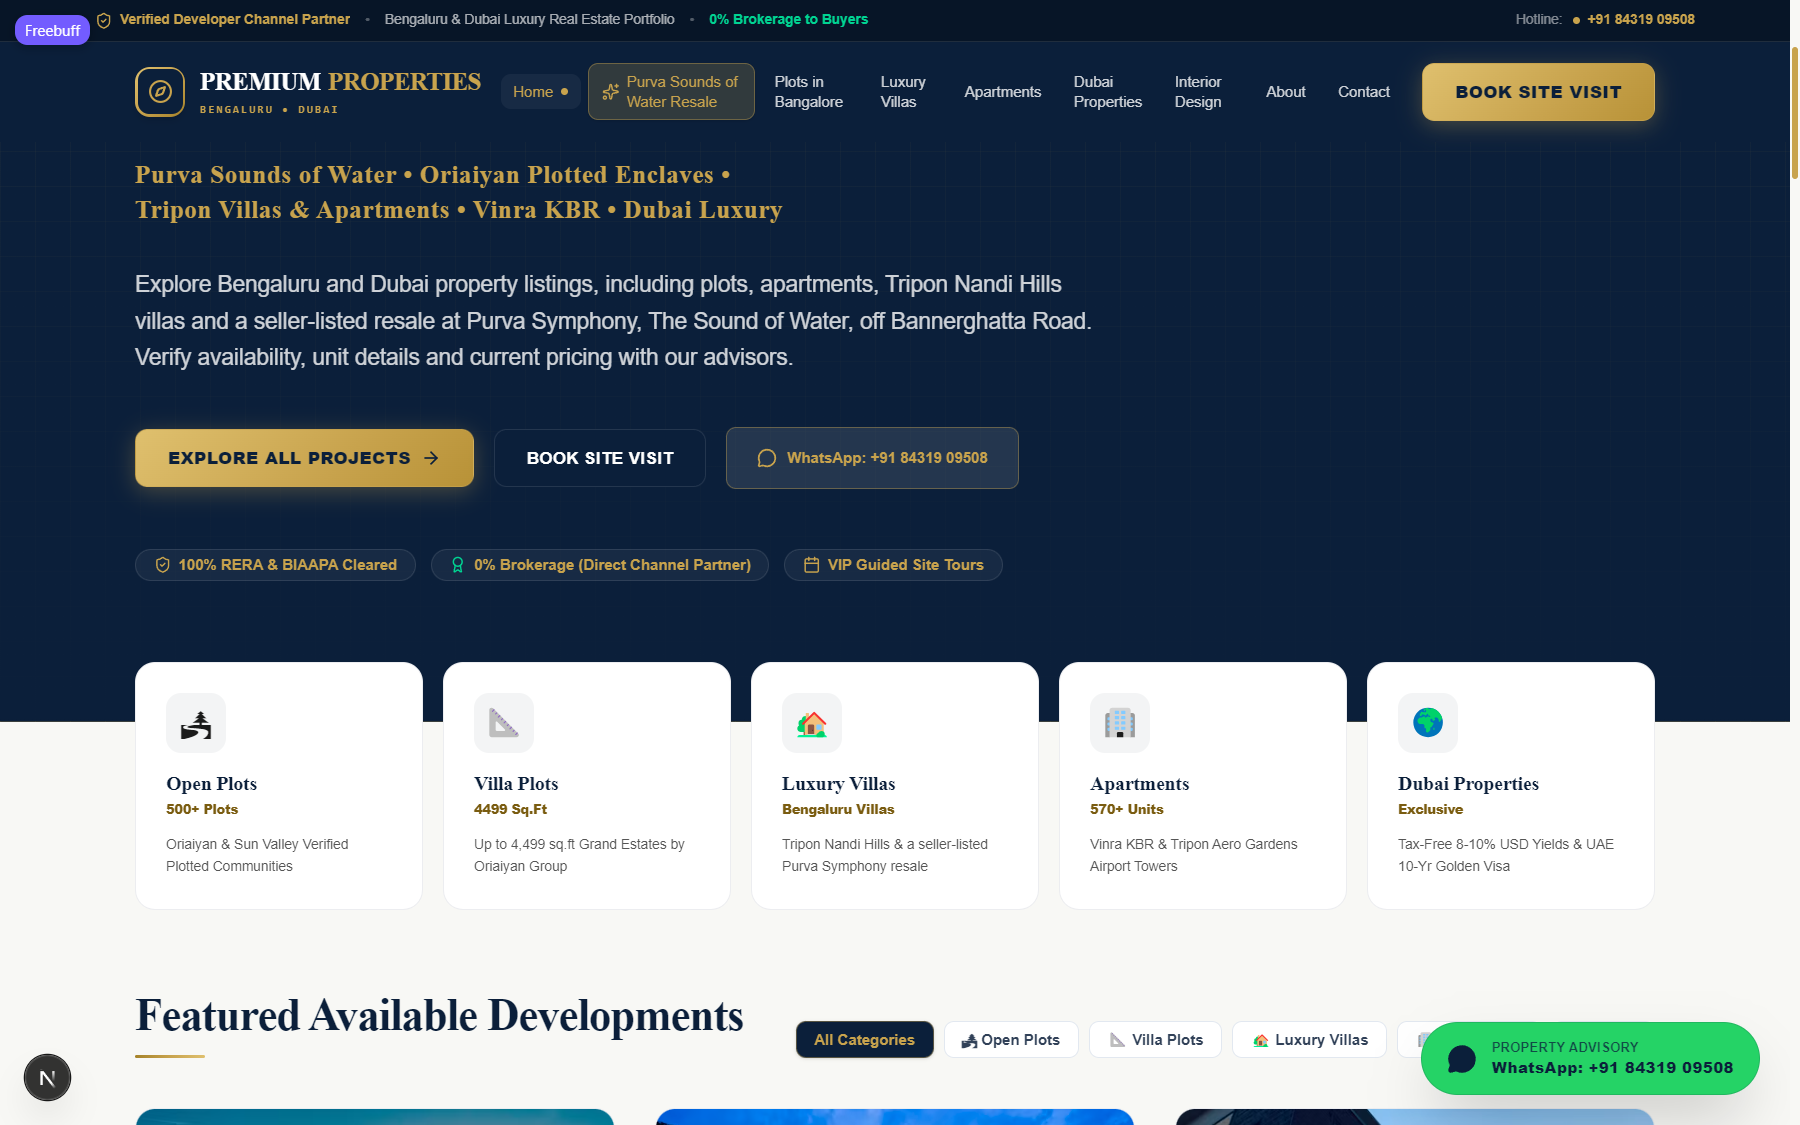 Verified Developer Channel Partner • Bengaluru & Dubai Luxury Real Estate Portfolio • 0% Brokerage to Buyers
Hotline: ● +91 84319 09508
Freebuff
PREMIUM PROPERTIES
BENGALURU • DUBAI
Home
Purva Sounds of
Water Resale
Plots in
Bangalore
Luxury
Villas
Apartments
Dubai
Properties
Interior
Design
About
Contact
BOOK SITE VISIT
Purva Sounds of Water • Oriaiyan Plotted Enclaves •
Tripon Villas & Apartments • Vinra KBR • Dubai Luxury
Explore Bengaluru and Dubai property listings, including plots, apartments, Tripon Nandi Hills
villas and a seller-listed resale at Purva Symphony, The Sound of Water, off Bannerghatta Road.
Verify availability, unit details and current pricing with our advisors.
EXPLORE ALL PROJECTS →
BOOK SITE VISIT
WhatsApp: +91 84319 09508
100% RERA & BIAAPA Cleared
0% Brokerage (Direct Channel Partner)
VIP Guided Site Tours
Open Plots
500+ Plots
Oriaiyan & Sun Valley Verified
Plotted Communities
Villa Plots
4499 Sq.Ft
Up to 4,499 sq.ft Grand Estates by
Oriaiyan Group
Luxury Villas
Bengaluru Villas
Tripon Nandi Hills & a seller-listed
Purva Symphony resale
Apartments
570+ Units
Vinra KBR & Tripon Aero Gardens
Airport Towers
Dubai Properties
Exclusive
Tax-Free 8-10% USD Yields & UAE
10-Yr Golden Visa
Featured Available Developments
All Categories
Open Plots
Villa Plots
Luxury Villas
PROPERTY ADVISORY
WhatsApp: +91 84319 09508
N